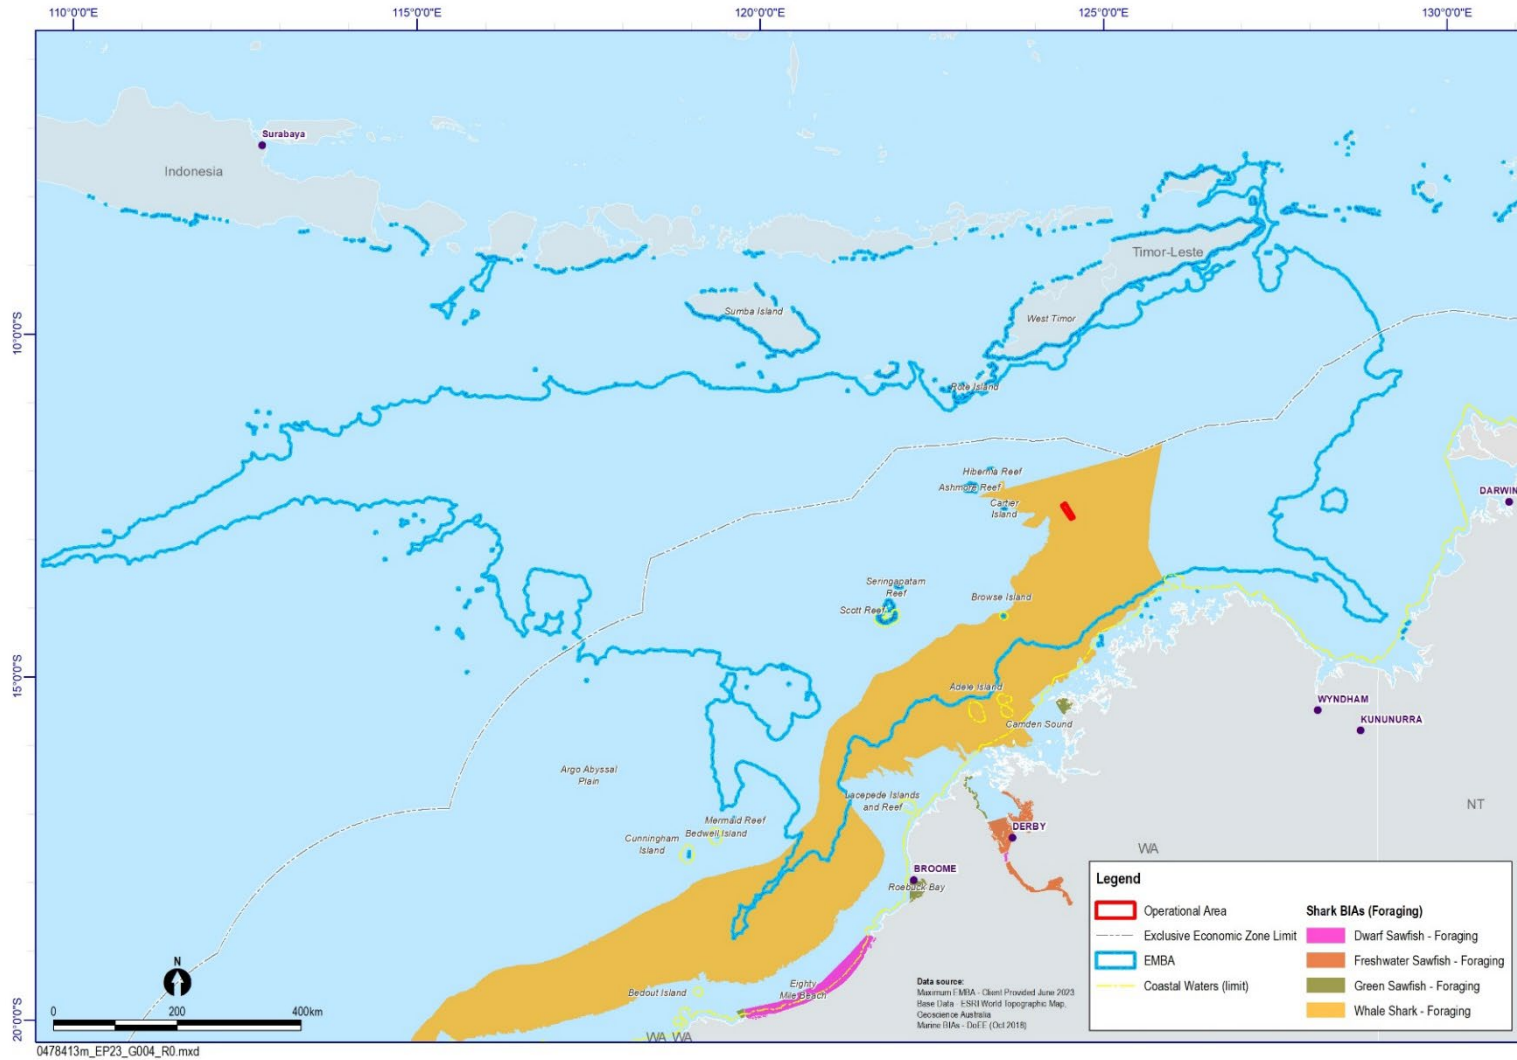 110°0'0"E
115°0'0"E
120°0'0"E
125°0'0"E
130°0'0"E
Surabaya
Indonesia
Timor-Leste
Sumba Island
West Timor
10°0'0"S
Rote Island
Hibernia Reef
Ashmore Reef
Cartier
Island
DARWIN
Seringapatam
Reef
Browse Island
Scott Reef
15°0'0"S
Adele Island
WYNDHAM
Camden Sound
KUNUNURRA
Argo Abyssal
Plain
Lacepede Islands
and Reef
NT
Mermaid Reef
Bedwell Island
Cunningham
Island
DERBY
WA
BROOME
Roebuck Bay
Legend
Operational Area
Exclusive Economic Zone Limit
EMBA
Coastal Waters (limit)
Shark BIAs (Foraging)
Dwarf Sawfish - Foraging
Freshwater Sawfish - Foraging
Green Sawfish - Foraging
Whale Shark - Foraging
N
Bedout Island
Eighty
Mile Beach
Data source:
Maximum EMBA - Client Provided June 2023
Base Data - ESRI World Topographic Map,
Geoscience Australia
Marine BIAs - DoEE (Oct 2018)
0 200 400km
20°0'0"S
WA WA
0478413m_EP23_G004_R0.mxd